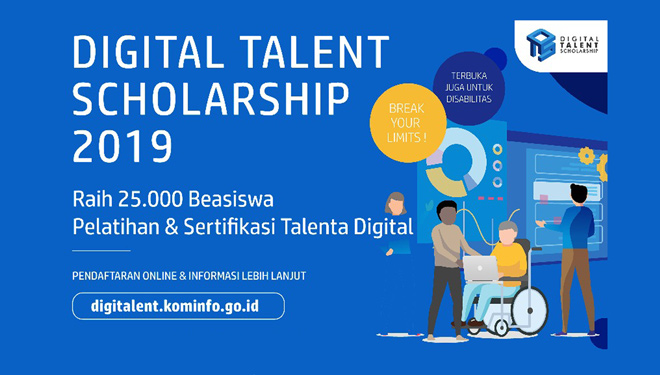 DIGITAL TALENT
SCHOLARSHIP
2019
Raih 25.000 Beasiswa
Pelatihan & Sertifikasi Talenta Digital
PENDAFTARAN ONLINE & INFORMASI LEBIH LANJUT
digitalent.kominfo.go.id
DIGITAL
TALENT
SCHOLARSHIP
TERBUKA
JUGA UNTUK
DISABILITAS
BREAK
YOUR
LIMITS !